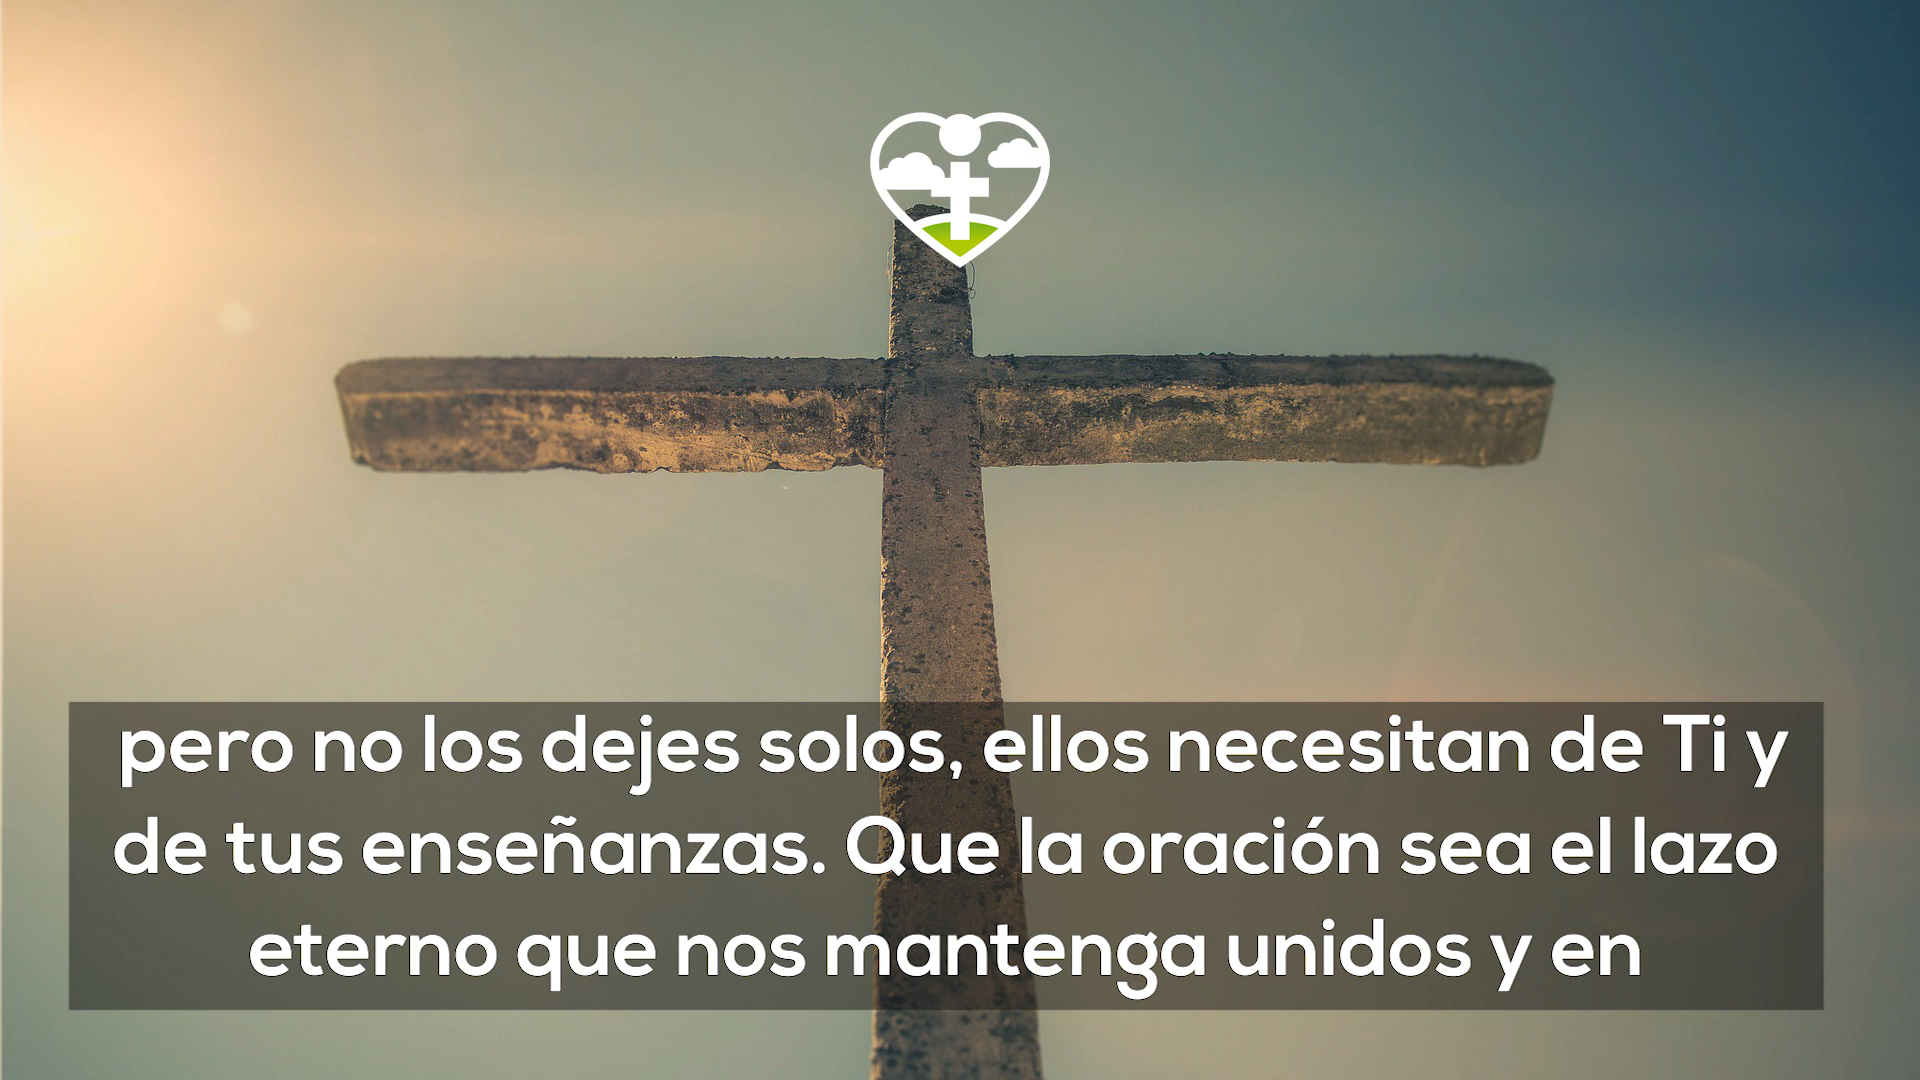 pero no los dejes solos, ellos necesitan de Ti y
de tus enseñanzas. Que la oración sea el lazo
eterno que nos mantenga unidos y en